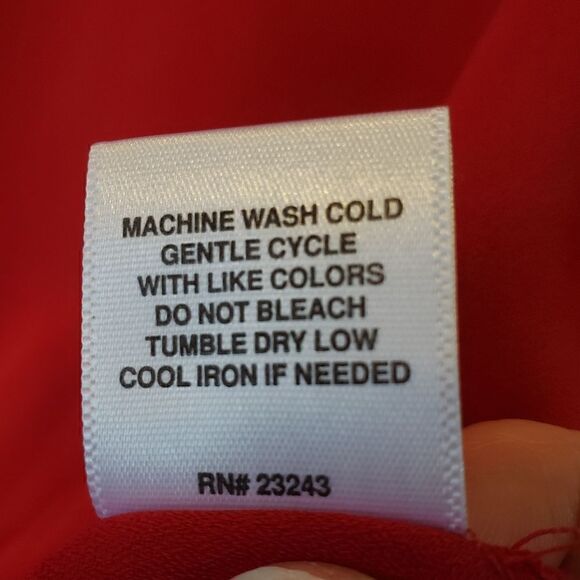 MACHINE WASH COLD
GENTLE CYCLE
WITH LIKE COLORS
DO NOT BLEACH
TUMBLE DRY LOW
COOL IRON IF NEEDED
RN# 23243